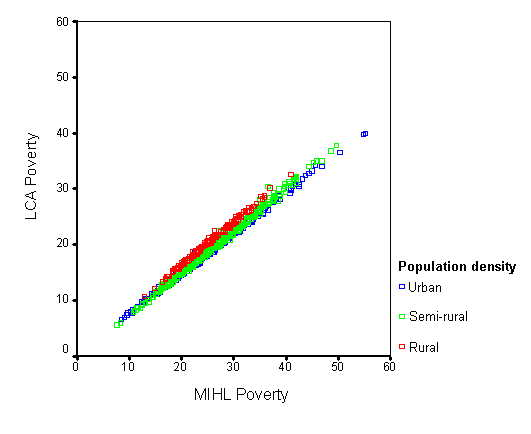 60
50
40
30
20
10
0
LCA Poverty
0 10 20 30 40 50 60
MIHL Poverty
Population density
Urban
Semi-rural
Rural